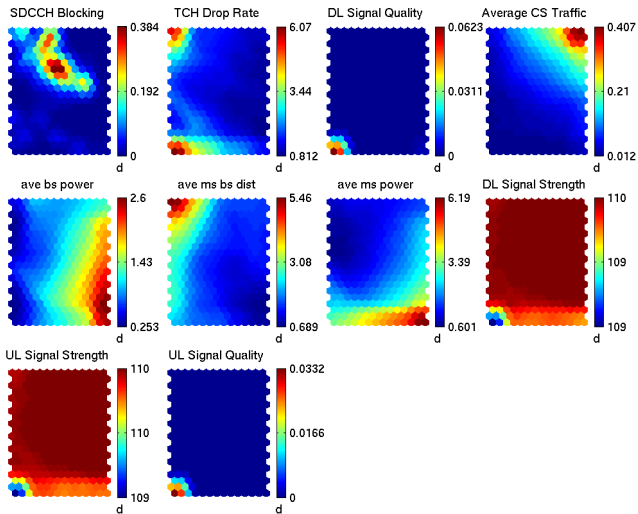 SDCCH Blocking
0.384
0.192
0
d
TCH Drop Rate
6.07
3.44
0.812
d
DL Signal Quality
0.0623
0.0311
0
d
Average CS Traffic
0.407
0.21
0.012
d
ave bs power
2.6
1.43
0.253
d
ave ms bs dist
5.46
3.08
0.689
d
ave ms power
6.19
3.39
0.601
d
DL Signal Strength
110
109
109
d
UL Signal Strength
110
110
109
d
UL Signal Quality
0.0332
0.0166
0
d